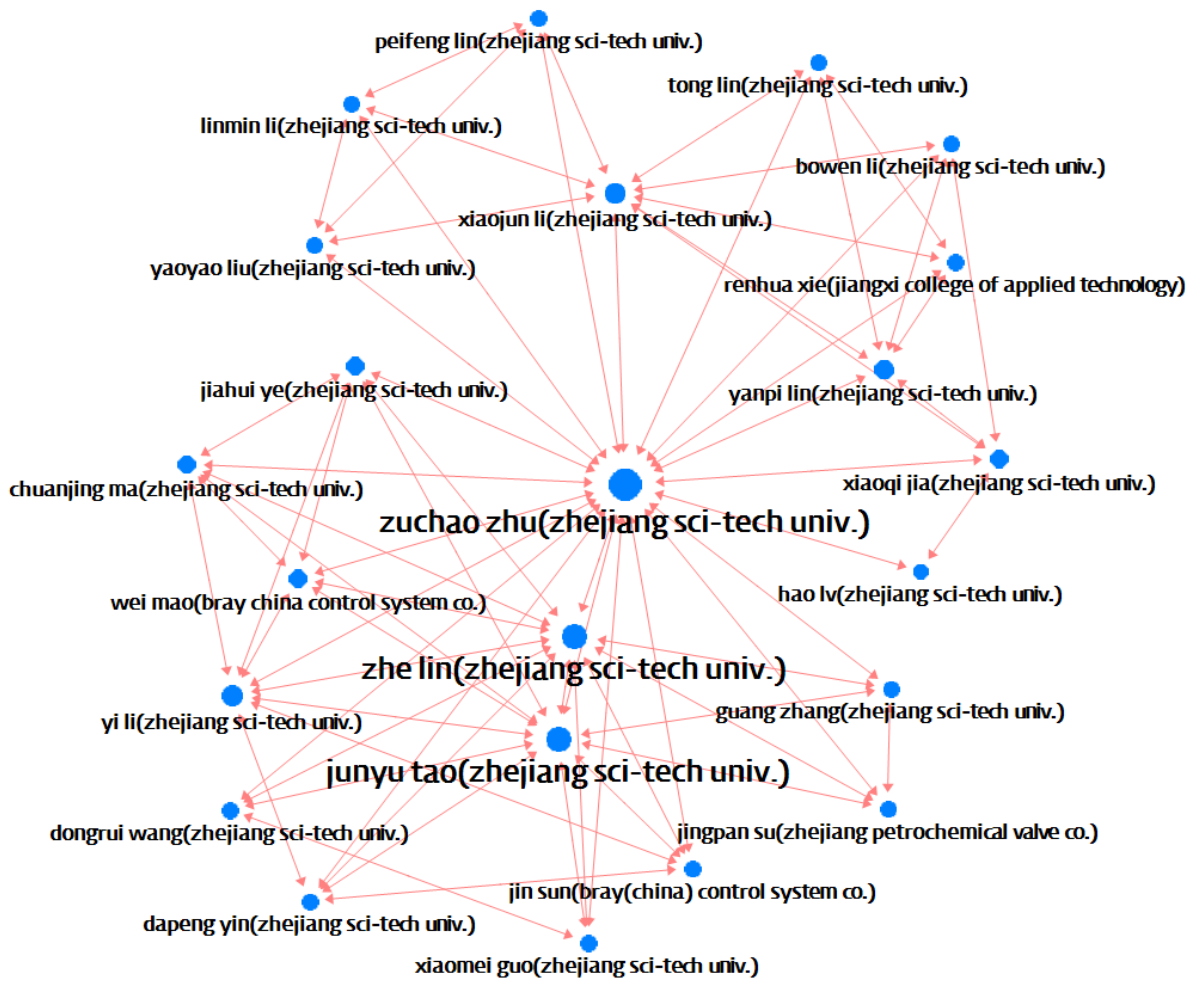 peifeng lin(zhejiang sci-tech univ.)
tong lin(zhejiang sci-tech univ.)
linmin li(zhejiang sci-tech univ.)
bowen li(zhejiang sci-tech univ.)
xiaojun li(zhejiang sci-tech univ.)
yaoyao liu(zhejiang sci-tech univ.)
renhua xie(jiangxi college of applied technology)
jiahui ye(zhejiang sci-tech univ.)
yanpi lin(zhejiang sci-tech univ.)
chuanjing ma(zhejiang sci-tech univ.)
xiaoqi jia(zhejiang sci-tech univ.)
zuchao zhu(zhejiang sci-tech univ.)
hao lv(zhejiang sci-tech univ.)
wei mao(bray china control system co.)
zhe lin(zhejiang sci-tech univ.)
guang zhang(zhejiang sci-tech univ.)
yi li(zhejiang sci-tech univ.)
junyu tao(zhejiang sci-tech univ.)
dongrui wang(zhejiang sci-tech univ.)
jingpan su(zhejiang petrochemical valve co.)
jin sun(bray(china) control system co.)
dapeng yin(zhejiang sci-tech univ.)
xiaomei guo(zhejiang sci-tech univ.)